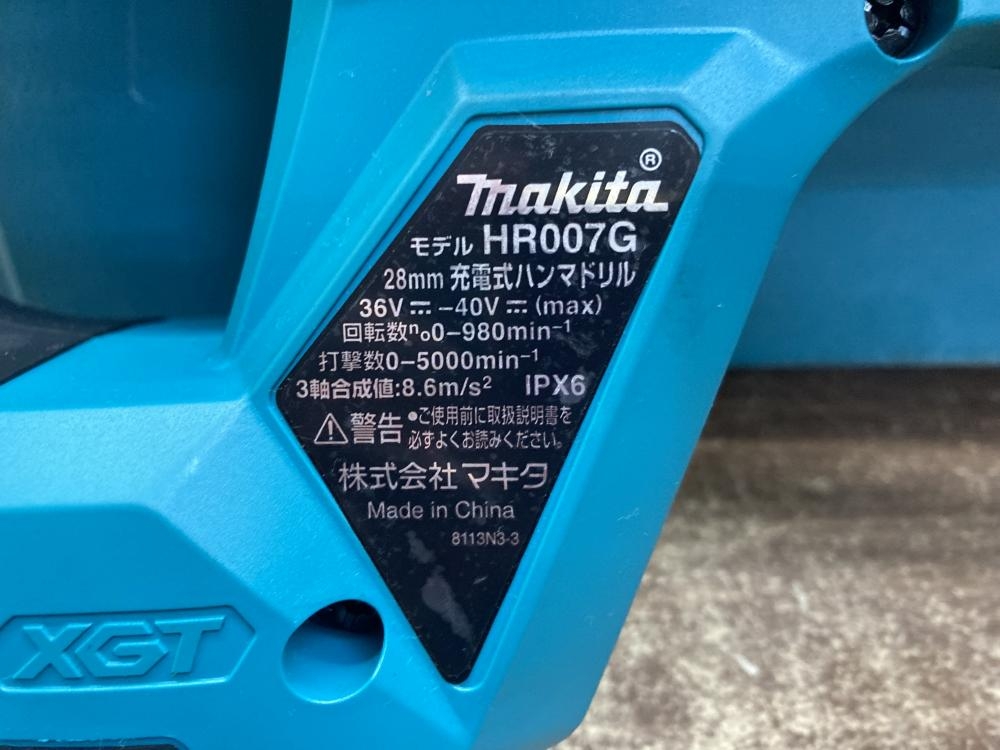 makita®
モデル HR007G
28mm 充電式ハンマドリル
36V⎓-40V⎓(max)
回転数n₀0-980min⁻¹
打撃数0-5000min⁻¹
3軸合成値:8.6m/s² IPX6
⚠警告 ●ご使用前に取扱説明書を
必ずよくお読みください。
株式会社 マキタ
Made in China
8113N3-3
XGT